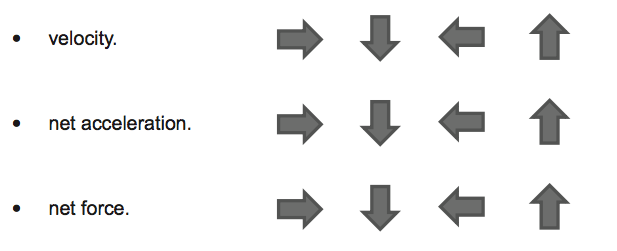 • velocity.
• net acceleration.
• net force.